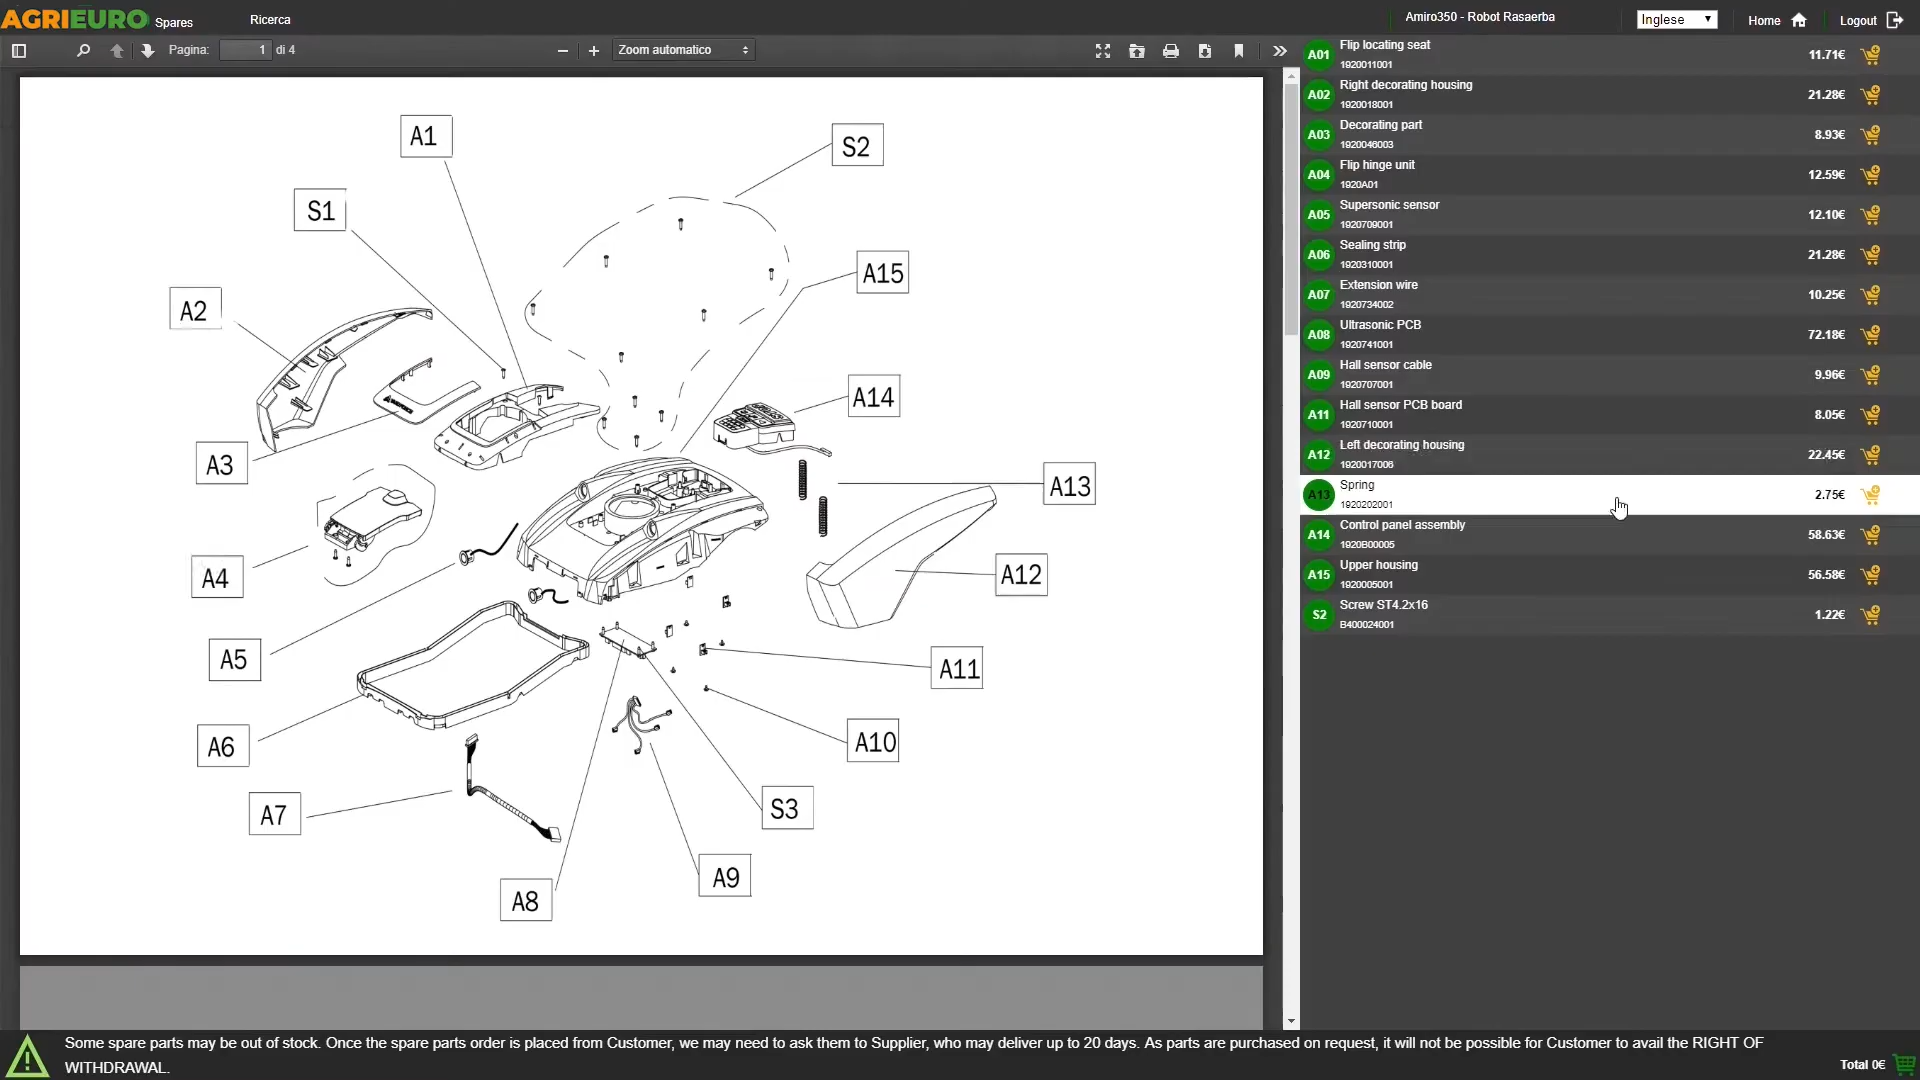 AGRIEURO Spares
Ricerca
Amiro350 - Robot Rasaerba
Inglese
Home
Logout
Pagina: 1 di 4
Zoom automatico
A1
S2
S1
A15
A2
A14
A3
A13
A4
A12
A5
A11
A6
A10
A7
S3
A9
A8
A01 Flip locating seat 11.71€
1920011001
A02 Right decorating housing 21.28€
1920018001
A03 Decorating part 8.93€
1920046003
A04 Flip hinge unit 12.59€
1920A01
A05 Supersonic sensor 12.10€
1920709001
A06 Sealing strip 21.28€
1920310001
A07 Extension wire 10.25€
1920734002
A08 Ultrasonic PCB 72.18€
1920741001
A09 Hall sensor cable 9.96€
1920707001
A11 Hall sensor PCB board 8.05€
1920710001
A12 Left decorating housing 22.45€
1920017006
A13 Spring 2.75€
1920202001
A14 Control panel assembly 58.63€
1920B00005
A15 Upper housing 56.58€
1920005001
S2 Screw ST4.2x16 1.22€
B400024001
Some spare parts may be out of stock. Once the spare parts order is placed from Customer, we may need to ask them to Supplier, who may deliver up to 20 days. As parts are purchased on request, it will not be possible for Customer to avail the RIGHT OF
WITHDRAWAL.
Total 0€